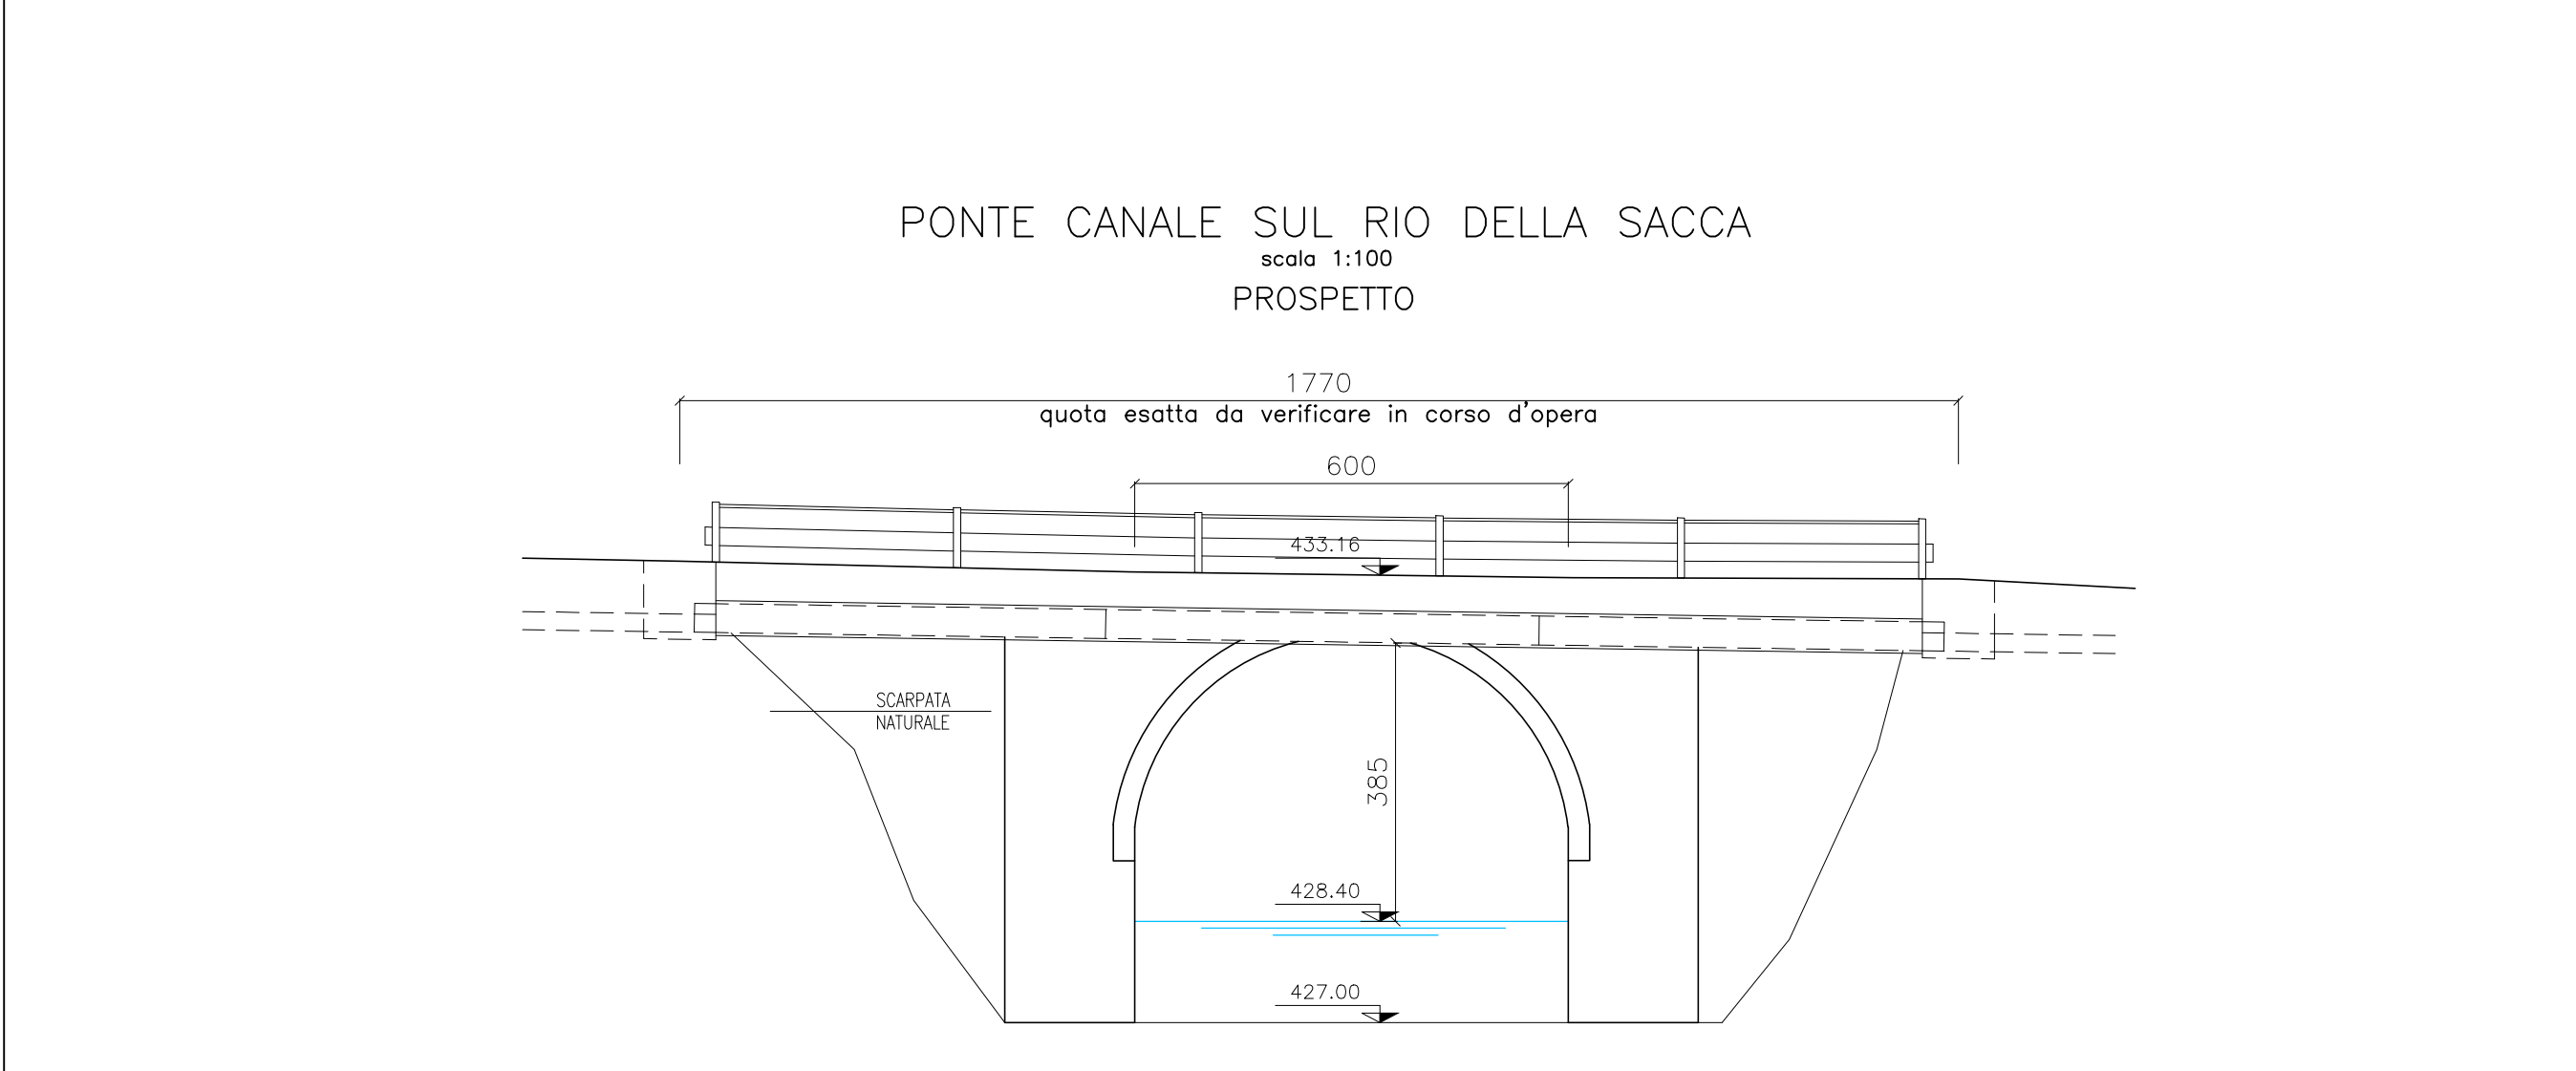 PONTE CANALE SUL RIO DELLA SACCA
scala 1:100
PROSPETTO
1770
quota esatta da verificare in corso d'opera
600
433.16
SCARPATA
NATURALE
385
428.40
427.00